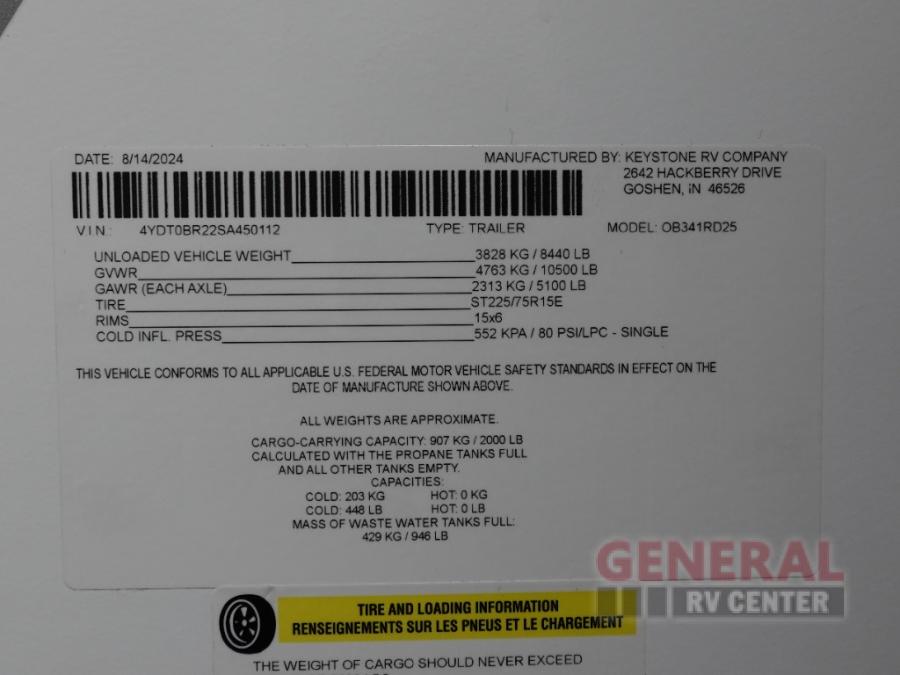 DATE: 8/14/2024 MANUFACTURED BY: KEYSTONE RV COMPANY
2642 HACKBERRY DRIVE
GOSHEN, iN 46526
V I N: 4YDT0BR22SA450112 TYPE: TRAILER MODEL: OB341RD25
UNLOADED VEHICLE WEIGHT 3828 KG / 8440 LB
GVWR 4763 KG / 10500 LB
GAWR (EACH AXLE) 2313 KG / 5100 LB
TIRE ST225/75R15E
RIMS 15x6
COLD INFL. PRESS 552 KPA / 80 PSI/LPC - SINGLE
THIS VEHICLE CONFORMS TO ALL APPLICABLE U.S. FEDERAL MOTOR VEHICLE SAFETY STANDARDS IN EFFECT ON THE
DATE OF MANUFACTURE SHOWN ABOVE.
ALL WEIGHTS ARE APPROXIMATE.
CARGO-CARRYING CAPACITY: 907 KG / 2000 LB
CALCULATED WITH THE PROPANE TANKS FULL
AND ALL OTHER TANKS EMPTY.
CAPACITIES:
COLD: 203 KG HOT: 0 KG
COLD: 448 LB HOT: 0 LB
MASS OF WASTE WATER TANKS FULL:
429 KG / 946 LB
GENERAL
RV CENTER
TIRE AND LOADING INFORMATION
RENSEIGNEMENTS SUR LES PNEUS ET LE CHARGEMENT
THE WEIGHT OF CARGO SHOULD NEVER EXCEED